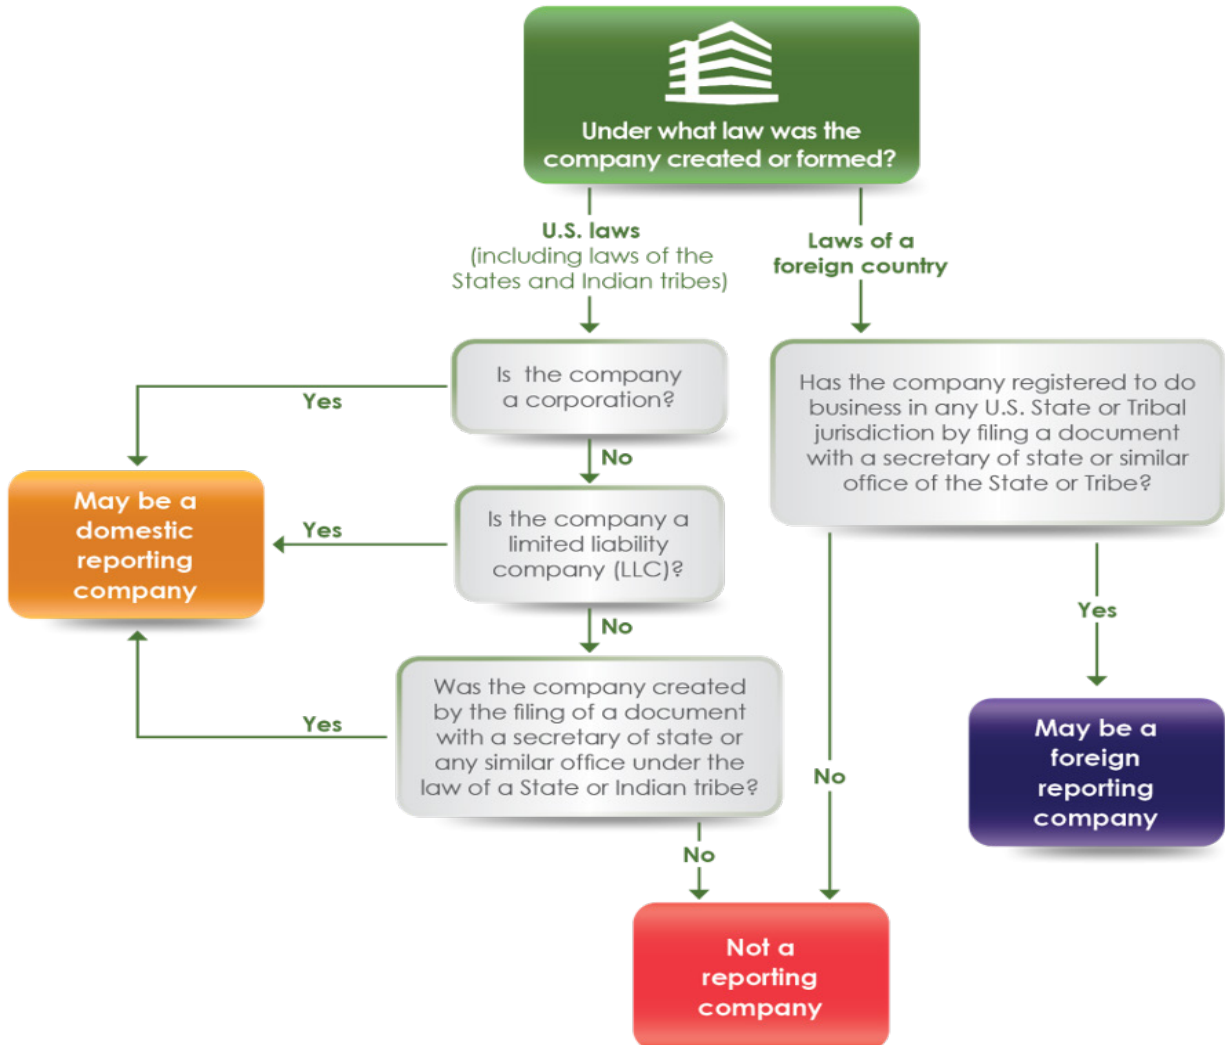 Under what law was the
company created or formed?
U.S. laws
(including laws of the
States and Indian tribes)
Laws of a
foreign country
Is the company
a corporation?
Yes
No
Has the company registered to do
business in any U.S. State or Tribal
jurisdiction by filing a document
with a secretary of state or similar
office of the State or Tribe?
May be a
domestic
reporting
company
Yes
Is the company a
limited liability
company (LLC)?
No
Yes
Was the company created
by the filing of a document
with a secretary of state or
any similar office under the
law of a State or Indian tribe?
Yes
No
No
May be a
foreign
reporting
company
Not a
reporting
company